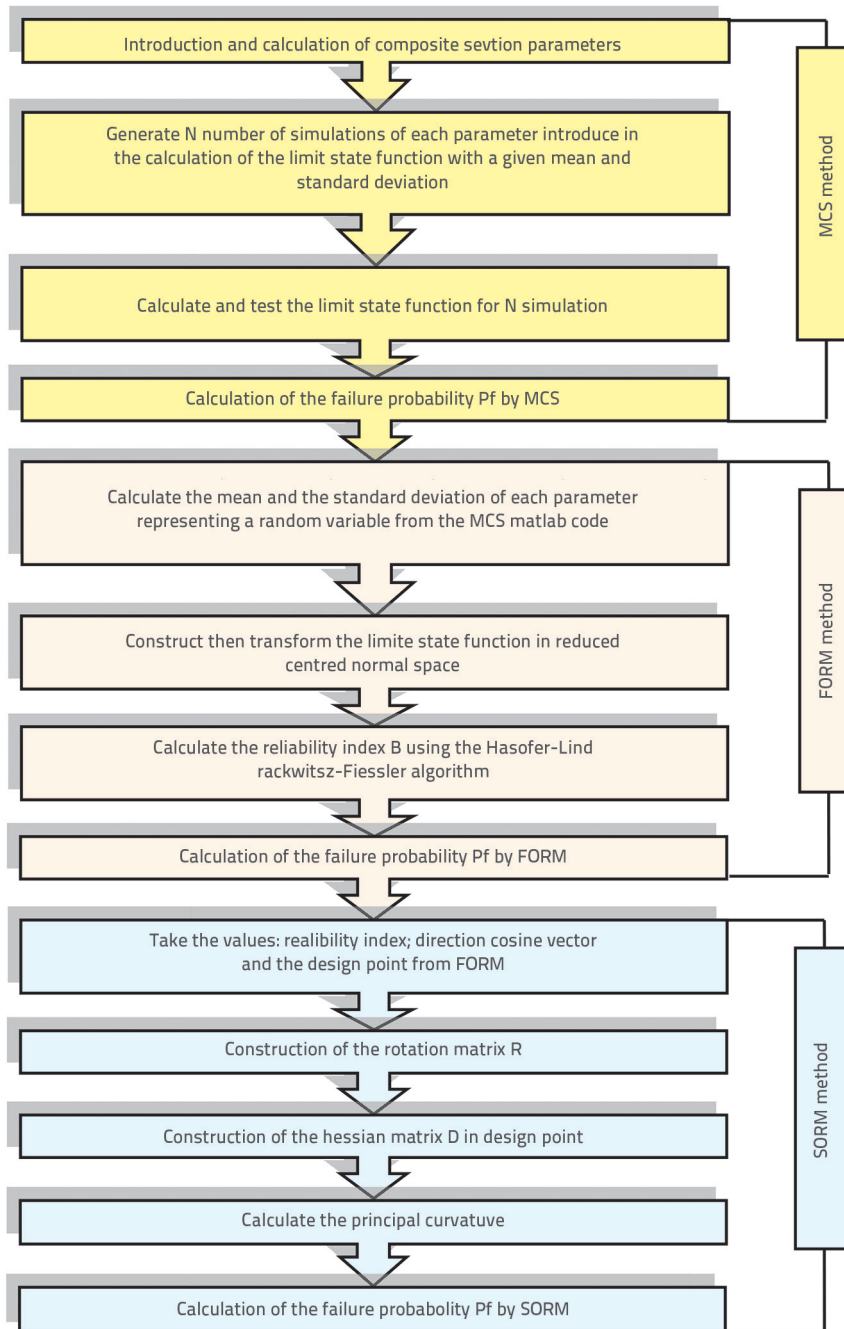 Introduction and calculation of composite sevtion parameters
Generate N number of simulations of each parameter introduce in
the calculation of the limit state function with a given mean and
standard deviation
Calculate and test the limit state function for N simulation
Calculation of the failure probability Pf by MCS
MCS method
Calculate the mean and the standard deviation of each parameter
representing a random variable from the MCS matlab code
Construct then transform the limite state function in reduced
centred normal space
Calculate the reliability index B using the Hasofer-Lind
rackwitsz-Fiessler algorithm
Calculation of the failure probability Pf by FORM
FORM method
Take the values: realibility index; direction cosine vector
and the design point from FORM
Construction of the rotation matrix R
Construction of the hessian matrix D in design point
Calculate the principal curvatuve
Calculation of the failure probabolity Pf by SORM
SORM method